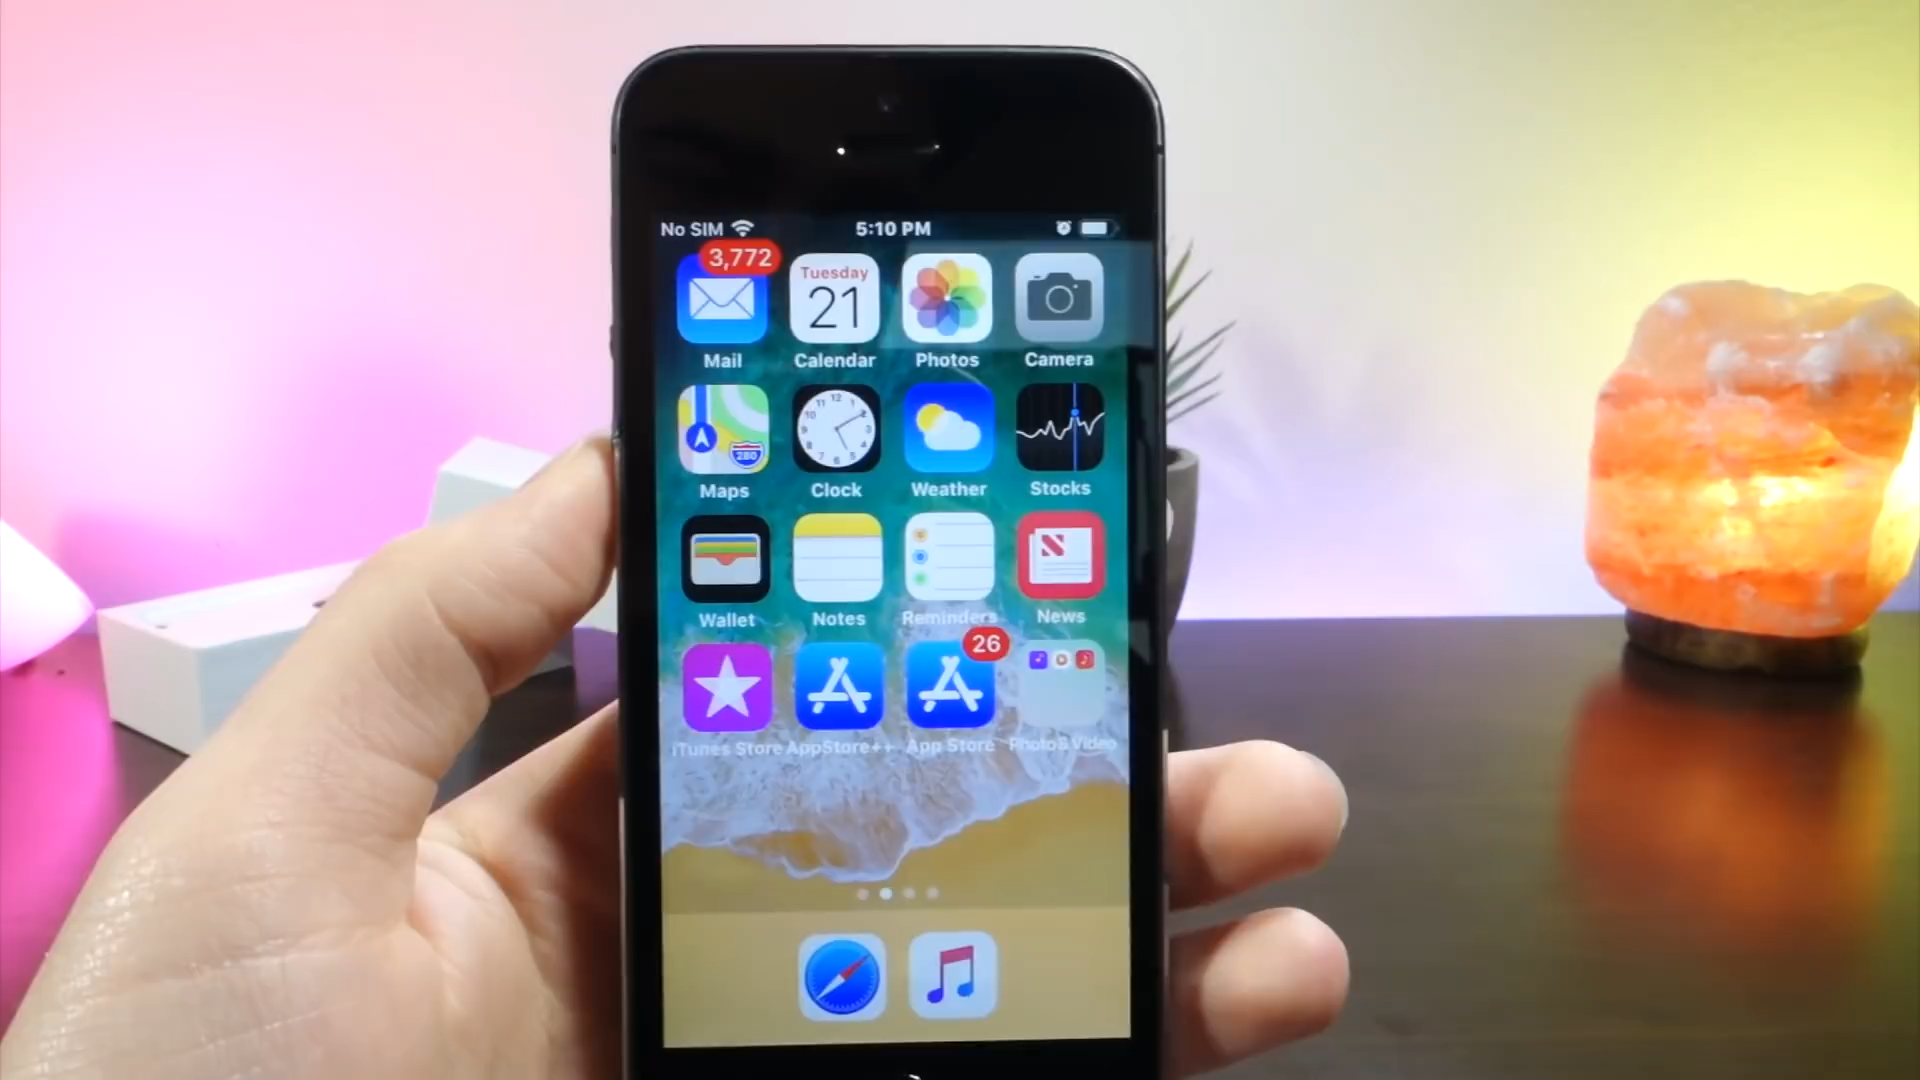 No SIM 5:10 PM
3,772
Tuesday
21
Mail Calendar Photos Camera
280
Maps Clock Weather Stocks
Wallet Notes Reminders News
26
iTunes Store AppStore++ App Store Photo & Video